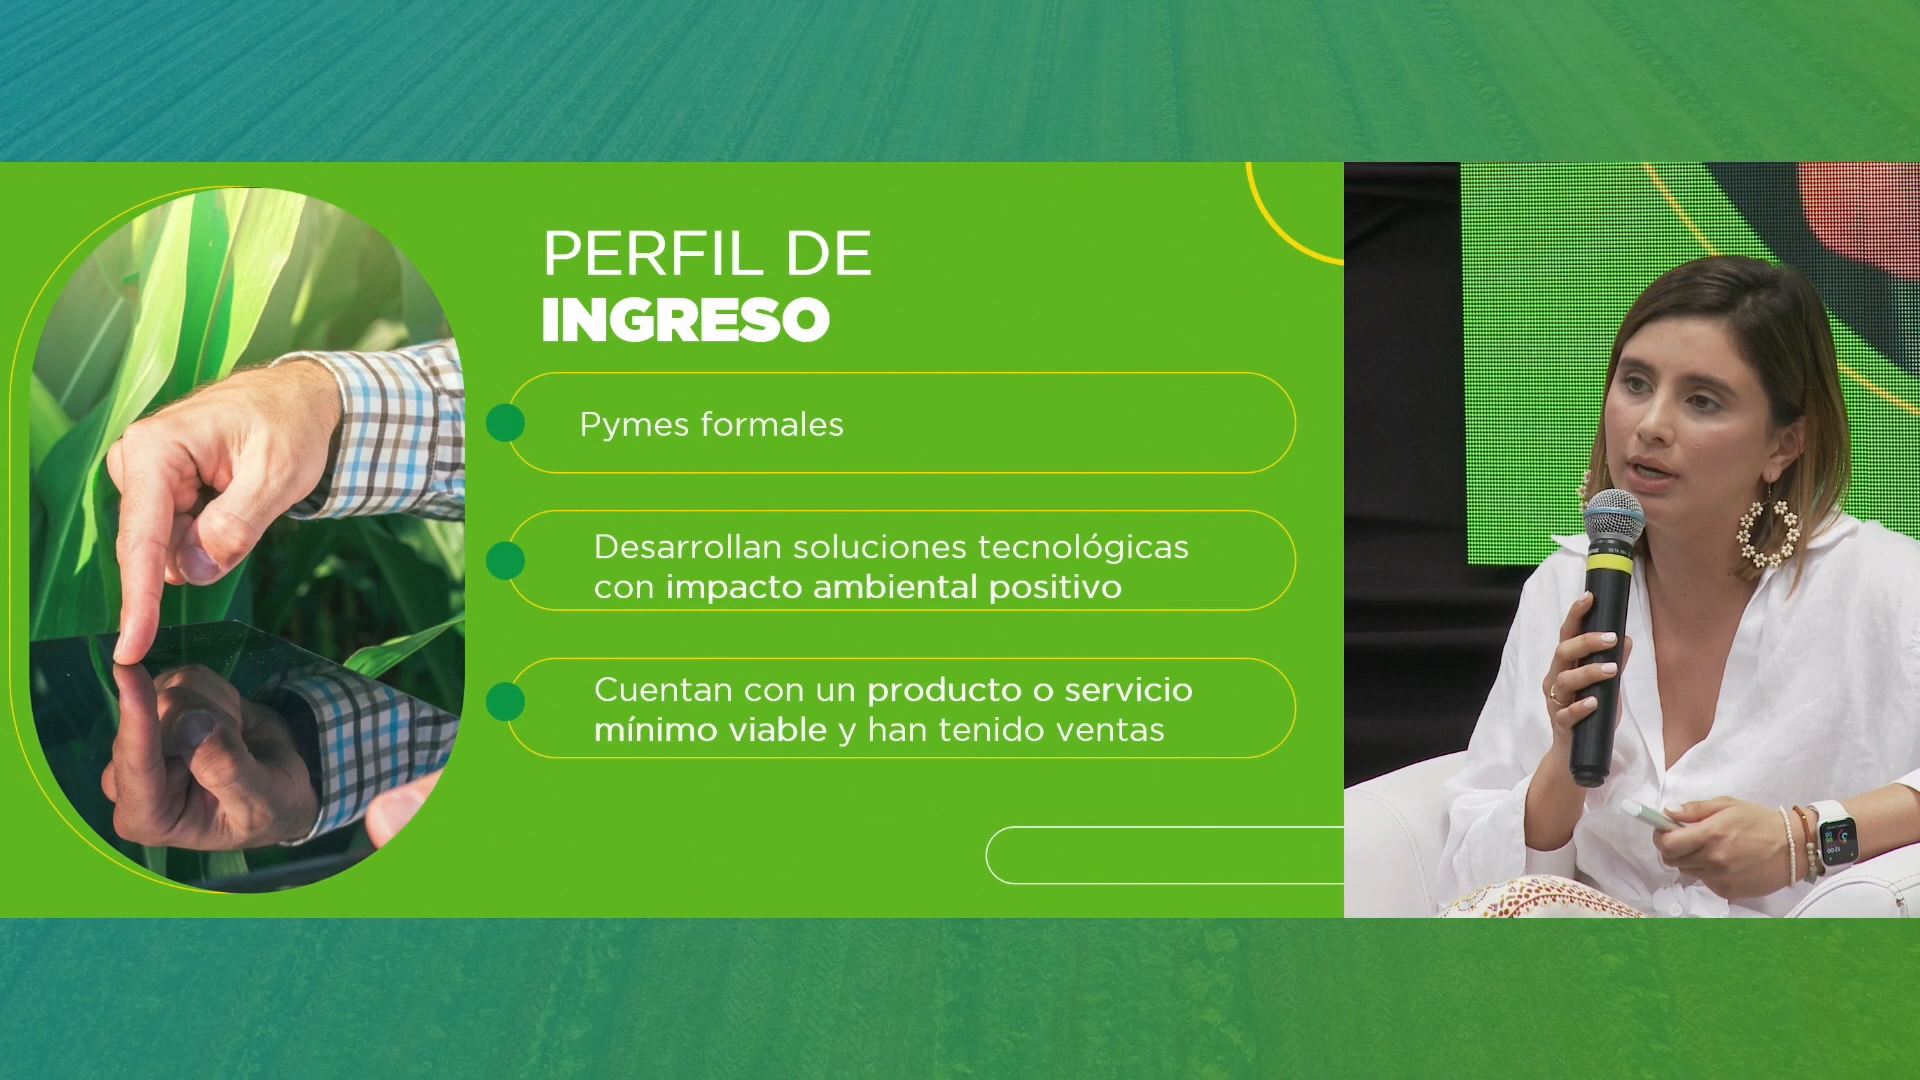 PERFIL DE
INGRESO
Pymes formales
Desarrollan soluciones tecnológicas
con impacto ambiental positivo
Cuentan con un producto o servicio
mínimo viable y han tenido ventas